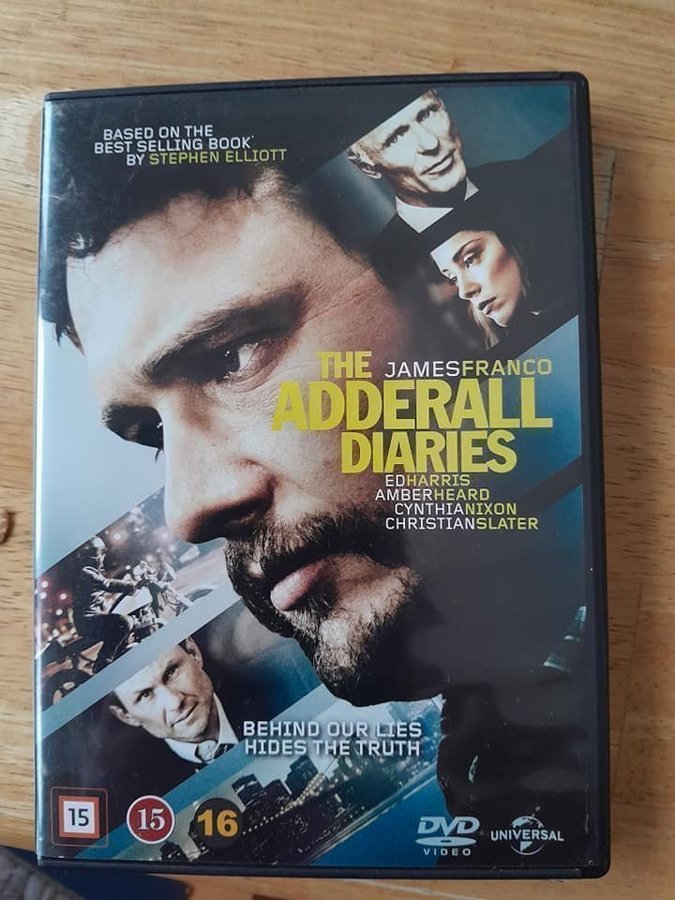 BASED ON THE
BEST SELLING BOOK*
BY STEPHEN ELLIOTT
JAMESFRANCO
THE
ADDERALL
DIARIES
EDHARRIS
AMBERHEARD
CYNTHIANIXON
CHRISTIANSLATER
BEHIND OUR LIES
HIDES THE TRUTH
15
15
16
DVD
VIDEO
UNIVERSAL